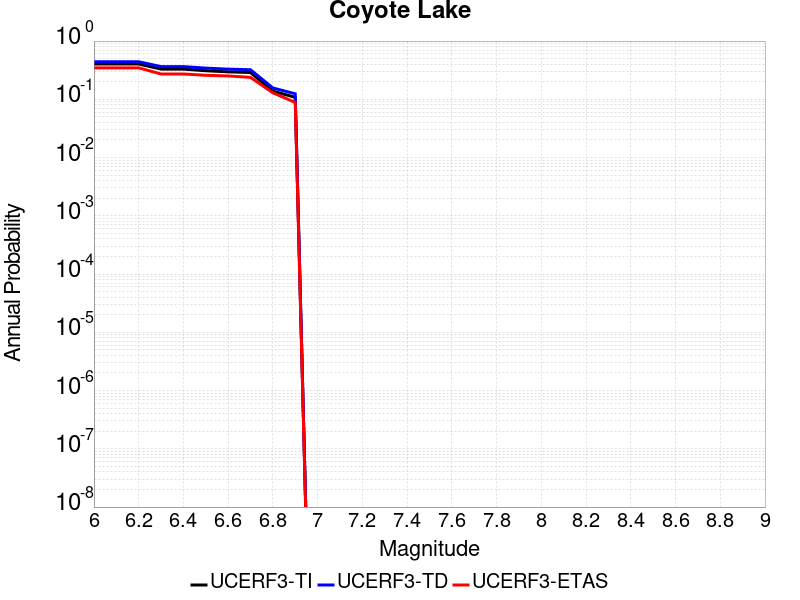 Coyote Lake
10^0
10^-1
10^-2
10^-3
10^-4
10^-5
10^-6
10^-7
10^-8
Annual Probability
6 6.2 6.4 6.6 6.8 7 7.2 7.4 7.6 7.8 8 8.2 8.4 8.6 8.8 9
Magnitude
UCERF3-TI UCERF3-TD UCERF3-ETAS